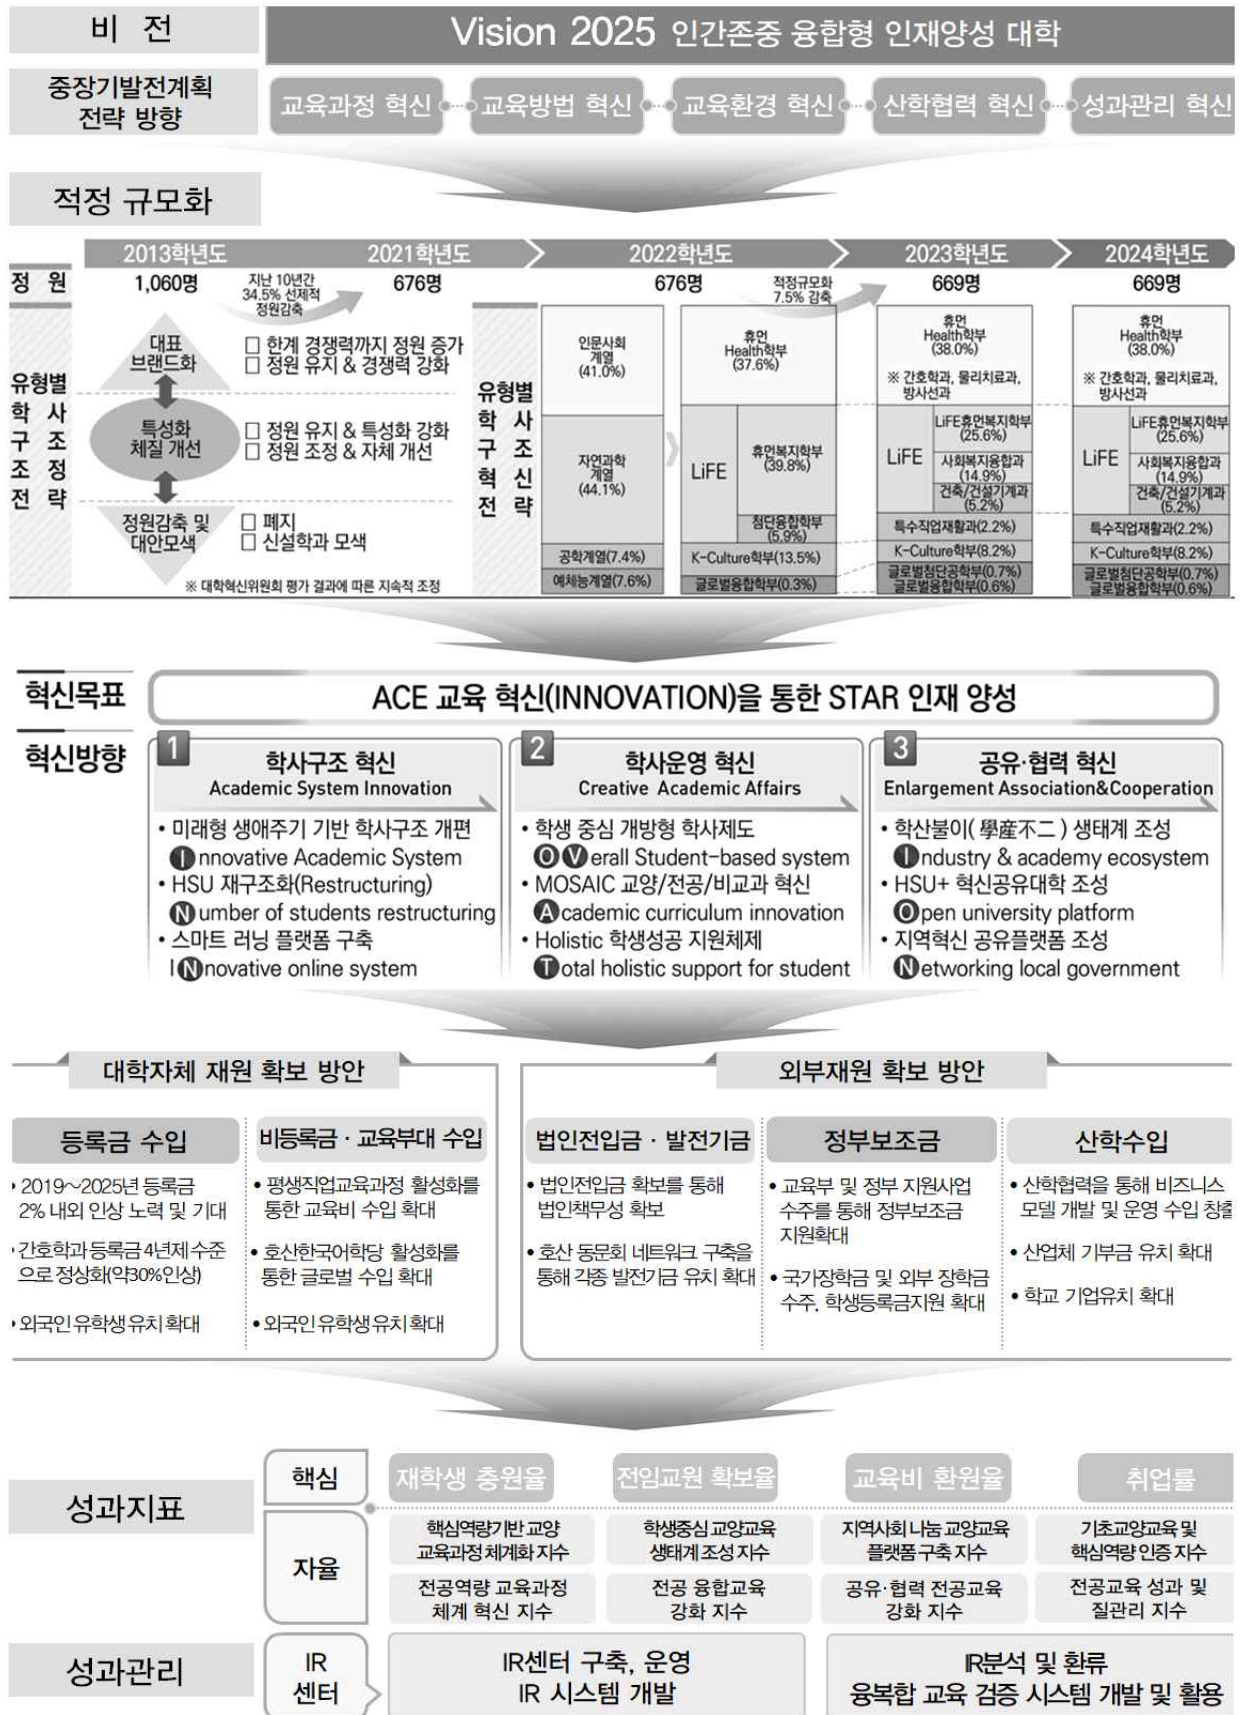 비 전
Vision 2025 인간존중 융합형 인재양성 대학
중장기발전계획
전략 방향
교육과정 혁신
교육방법 혁신
교육환경 혁신
산학협력 혁신
성과관리 혁신
적정 규모화
2013학년도
2021학년도
2022학년도
2023학년도
2024학년도
정 원
1,060명
지난 10년간
34.5% 선제적
정원감축
676명
676명
적정규모화
7.5% 감축
669명
669명
유형별
학 사
구 조
조 정
전 략
대표
브랜드화
□ 한계 경쟁력까지 정원 증가
□ 정원 유지 & 경쟁력 강화
특성화
체질 개선
□ 정원 유지 & 특성화 강화
□ 정원 조정 & 자체 개선
정원감축 및
대안모색
□ 폐지
□ 신설학과 모색
※ 대학혁신위원회 평가 결과에 따른 지속적 조정
유형별
학 사
구 조
혁 신
전 략
인문사회
계열
(41.0%)
자연과학
계열
(44.1%)
공학계열(7.4%)
예체능계열(7.6%)
휴먼
Health학부
(37.6%)
LiFE
휴먼복지학부
(39.8%)
첨단융합학부
(5.9%)
K-Culture학부(13.5%)
글로벌융합학부(0.3%)
휴먼
Health학부
(38.0%)
※ 간호학과, 물리치료과,
방사선과
LiFE
LiFE휴먼복지학부
(25.6%)
사회복지융합과
(14.9%)
건축/건설기계과
(5.2%)
특수직업재활과(2.2%)
K-Culture학부(8.2%)
글로벌첨단공학부(0.7%)
글로벌융합학부(0.6%)
휴먼
Health학부
(38.0%)
※ 간호학과, 물리치료과,
방사선과
LiFE
LiFE휴먼복지학부
(25.6%)
사회복지융합과
(14.9%)
건축/건설기계과
(5.2%)
특수직업재활과(2.2%)
K-Culture학부(8.2%)
글로벌첨단공학부(0.7%)
글로벌융합학부(0.6%)
혁신목표
ACE 교육 혁신(INNOVATION)을 통한 STAR 인재 양성
혁신방향
1
학사구조 혁신
Academic System Innovation
• 미래형 생애주기 기반 학사구조 개편
Innovative Academic System
• HSU 재구조화(Restructuring)
Number of students restructuring
• 스마트 러닝 플랫폼 구축
INnovative online system
2
학사운영 혁신
Creative Academic Affairs
• 학생 중심 개방형 학사제도
OVerall Student-based system
• MOSAIC 교양/전공/비교과 혁신
Academic curriculum innovation
• Holistic 학생성공 지원체제
Total holistic support for student
3
공유·협력 혁신
Enlargement Association&Cooperation
• 학산불이( 學産不二 ) 생태계 조성
Industry & academy ecosystem
• HSU+ 혁신공유대학 조성
Open university platform
• 지역혁신 공유플랫폼 조성
Networking local government
대학자체 재원 확보 방안
등록금 수입
• 2019~2025년 등록금
2% 내외 인상 노력 및 기대
• 간호학과 등록금 4년제 수준
으로 정상화(약30%인상)
• 외국인 유학생 유치 확대
비등록금 · 교육부대 수입
• 평생직업교육과정 활성화를
통한 교육비 수입 확대
• 호산한국어학당 활성화를
통한 글로벌 수입 확대
• 외국인 유학생 유치 확대
외부재원 확보 방안
법인전입금 · 발전기금
• 법인전입금 확보를 통해
법인책무성 확보
• 호산 동문회 네트워크 구축을
통해 각종 발전기금 유치 확대
정부보조금
• 교육부 및 정부 지원사업
수주를 통해 정부보조금
지원확대
• 국가장학금 및 외부 장학금
수주, 학생등록금지원 확대
산학수입
• 산학협력을 통해 비즈니스
모델 개발 및 운영 수입 창출
• 산업체 기부금 유치 확대
• 학교 기업유치 확대
성과지표
핵심
재학생 충원율
전임교원 확보율
교육비 환원율
취업률
자율
핵심역량기반 교양
교육과정 체계화 지수
학생중심 교양교육
생태계 조성 지수
지역사회 나눔 교양교육
플랫폼 구축 지수
기초교양교육 및
핵심역량 인증 지수
전공역량 교육과정
체계 혁신 지수
전공 융합교육
강화 지수
공유·협력 전공교육
강화 지수
전공교육 성과 및
질관리 지수
성과관리
IR
센터
IR센터 구축, 운영
IR 시스템 개발
IR분석 및 환류
융복합 교육 검증 시스템 개발 및 활용